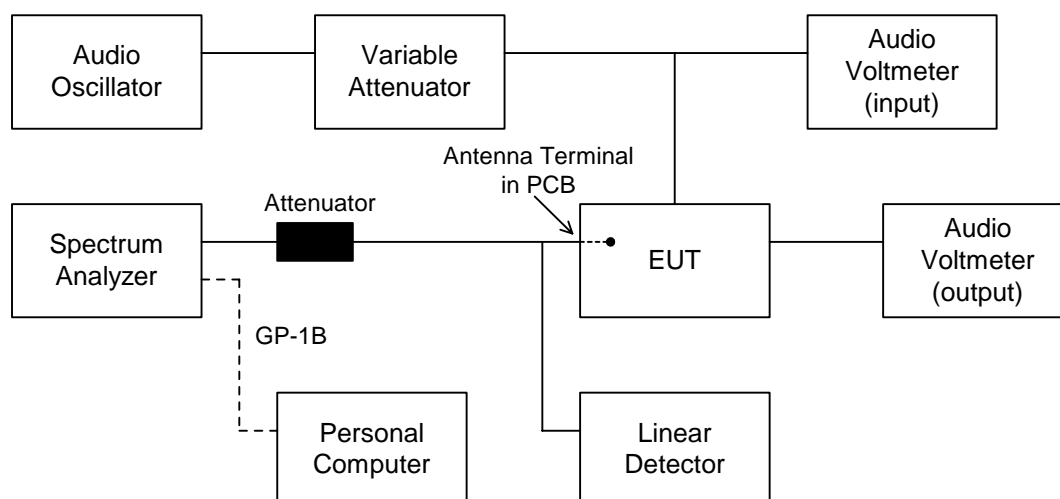 Audio
Oscillator
Variable
Attenuator
Audio
Voltmeter
(input)
Antenna Terminal
in PCB
Attenuator
Spectrum
Analyzer
EUT
Audio
Voltmeter
(output)
GP-1B
Personal
Computer
Linear
Detector